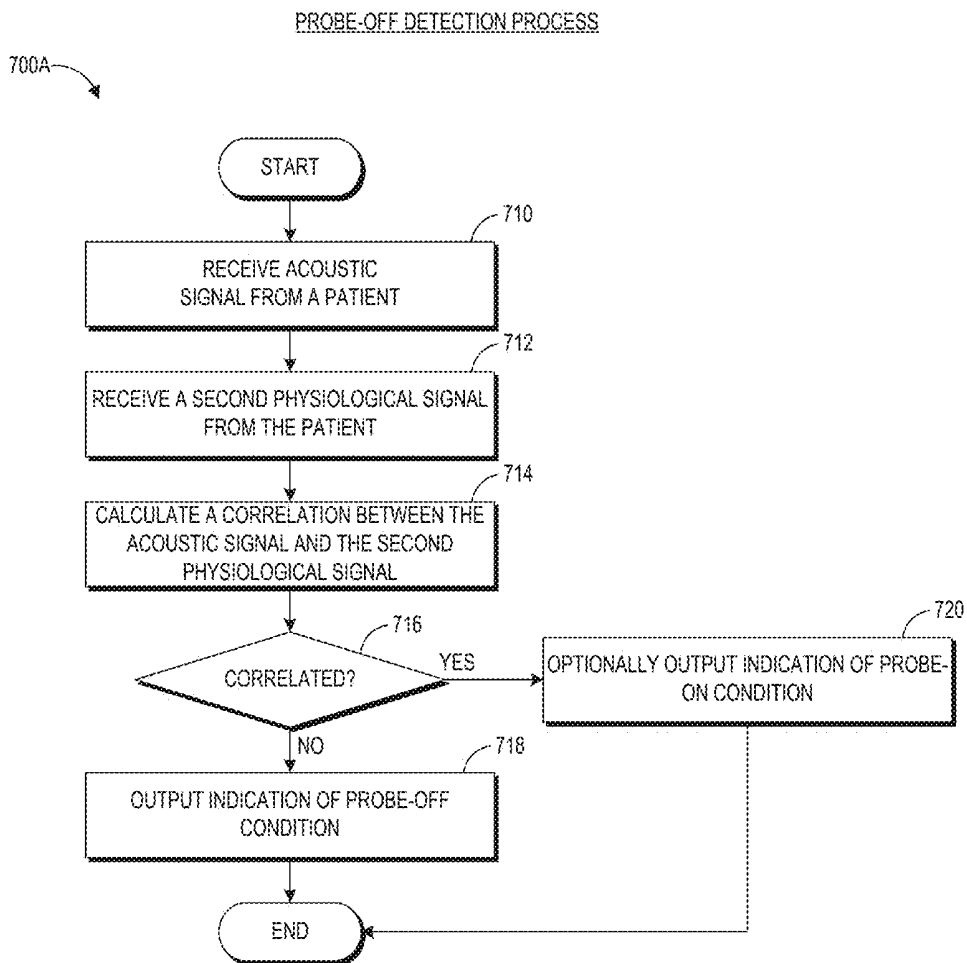 PROBE-OFF DETECTION PROCESS
700A
START
710
RECEIVE ACOUSTIC
SIGNAL FROM A PATIENT
712
RECEIVE A SECOND PHYSIOLOGICAL SIGNAL
FROM THE PATIENT
714
CALCULATE A CORRELATION BETWEEN THE
ACOUSTIC SIGNAL AND THE SECOND
PHYSIOLOGICAL SIGNAL
716
CORRELATED?
YES
720
OPTIONALLY OUTPUT INDICATION OF PROBE-
ON CONDITION
NO
718
OUTPUT INDICATION OF PROBE-OFF
CONDITION
END